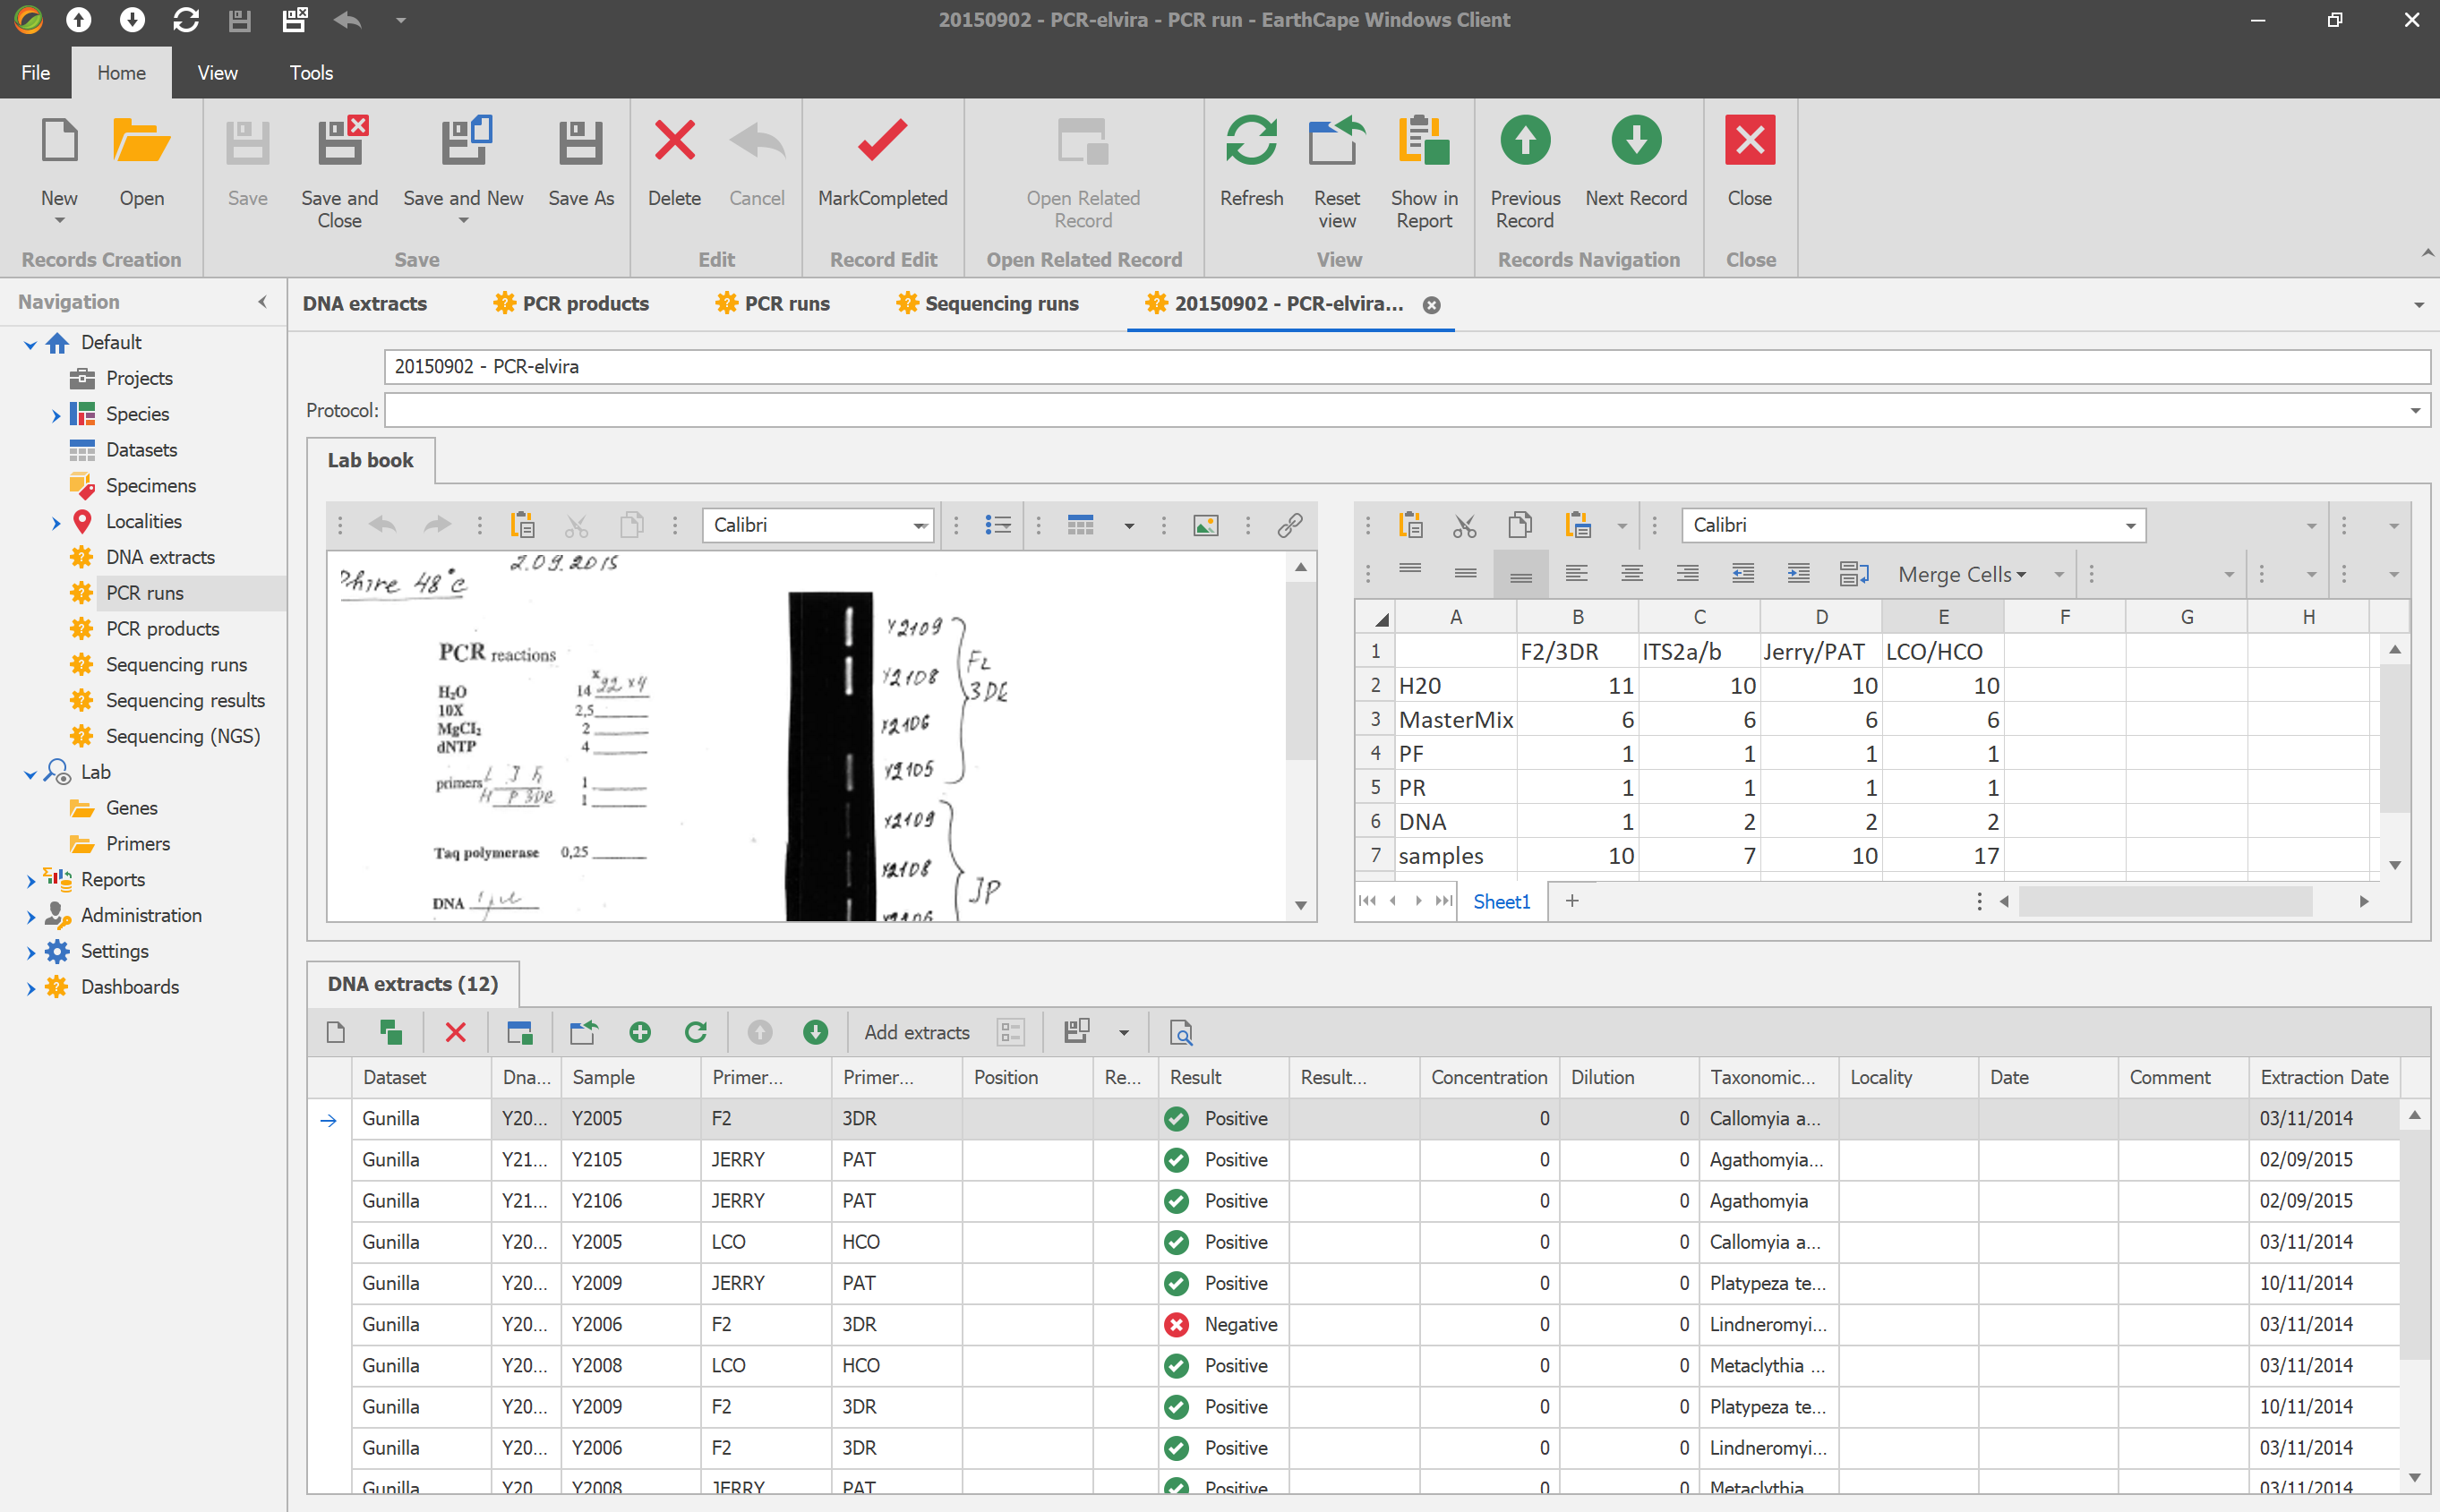 20150902 - PCR-elvira - PCR run - EarthCape Windows Client
File Home View Tools
New Open Save Save and Close Save and New Save As Delete Cancel MarkCompleted Open Related Record Refresh Reset view Show in Report Previous Record Next Record Close
Records Creation Save Edit Record Edit Open Related Record View Records Navigation Close
Navigation
Default
Projects
Species
Datasets
Specimens
Localities
DNA extracts
PCR runs
PCR products
Sequencing runs
Sequencing results
Sequencing (NGS)
Lab
Genes
Primers
Reports
Administration
Settings
Dashboards
DNA extracts PCR products PCR runs Sequencing runs 20150902 - PCR-elvira...
20150902 - PCR-elvira
Protocol:
Lab book
Calibri
2.09.2015
Phire 48°C
PCR reactions
x
H₂O 14 22 x4
10X 2,5
MgCl₂ 2
dNTP 4
primers L J F2 1
H P 3DR 1
Taq polymerase 0,25
DNA 1 µl
Y2109
Y2108
Y2106
Y2105
F2
3DR
Y2109
Y2108
Y2106
JP
Calibri
Merge Cells
A B C D E F G H
1 F2/3DR ITS2a/b Jerry/PAT LCO/HCO
2 H20 11 10 10 10
3 MasterMix 6 6 6 6
4 PF 1 1 1 1
5 PR 1 1 1 1
6 DNA 1 2 2 2
7 samples 10 7 10 17
Sheet1 +
DNA extracts (12)
Add extracts
Dataset Dna... Sample Primer... Primer... Position Re... Result Result... Concentration Dilution Taxonomic... Locality Date Comment Extraction Date
Gunilla Y20... Y2005 F2 3DR Positive 0 0 Callomyia a... 03/11/2014
Gunilla Y21... Y2105 JERRY PAT Positive 0 0 Agathomyia... 02/09/2015
Gunilla Y21... Y2106 JERRY PAT Positive 0 0 Agathomyia 02/09/2015
Gunilla Y20... Y2005 LCO HCO Positive 0 0 Callomyia a... 03/11/2014
Gunilla Y20... Y2009 JERRY PAT Positive 0 0 Platypeza te... 10/11/2014
Gunilla Y20... Y2006 F2 3DR Negative 0 0 Lindneromyi... 03/11/2014
Gunilla Y20... Y2008 LCO HCO Positive 0 0 Metaclythia ... 03/11/2014
Gunilla Y20... Y2009 F2 3DR Positive 0 0 Platypeza te... 10/11/2014
Gunilla Y20... Y2006 F2 3DR Positive 0 0 Lindneromyi... 03/11/2014
Gunilla Y20 Y2008 JERRY PAT Positive 0 0 Metaclythia 03/11/2014